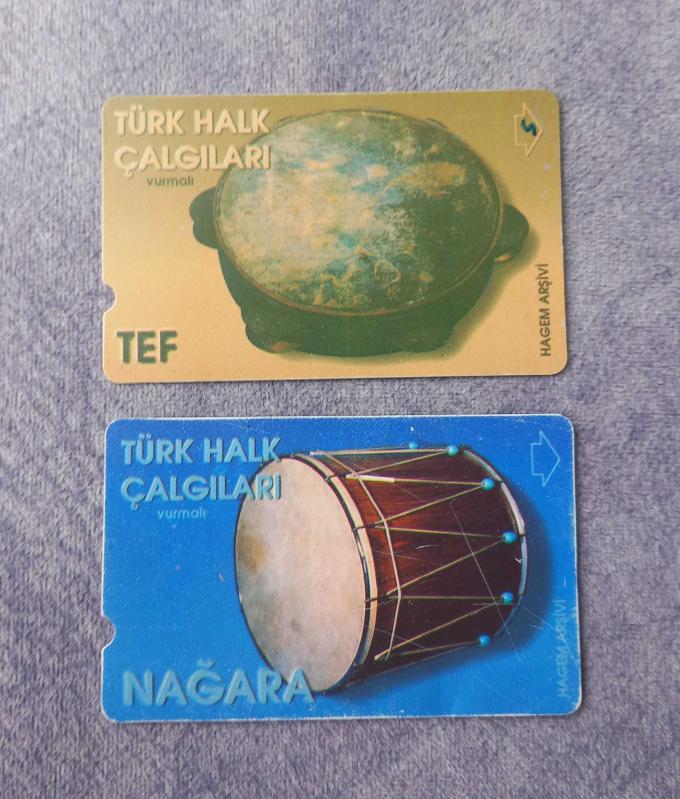 TÜRK HALK
ÇALGILARI
vurmalı
TEF
HAGEM ARŞİVİ
TÜRK HALK
ÇALGILARI
vurmalı
NAĞARA
HAGEM ARŞİVİ